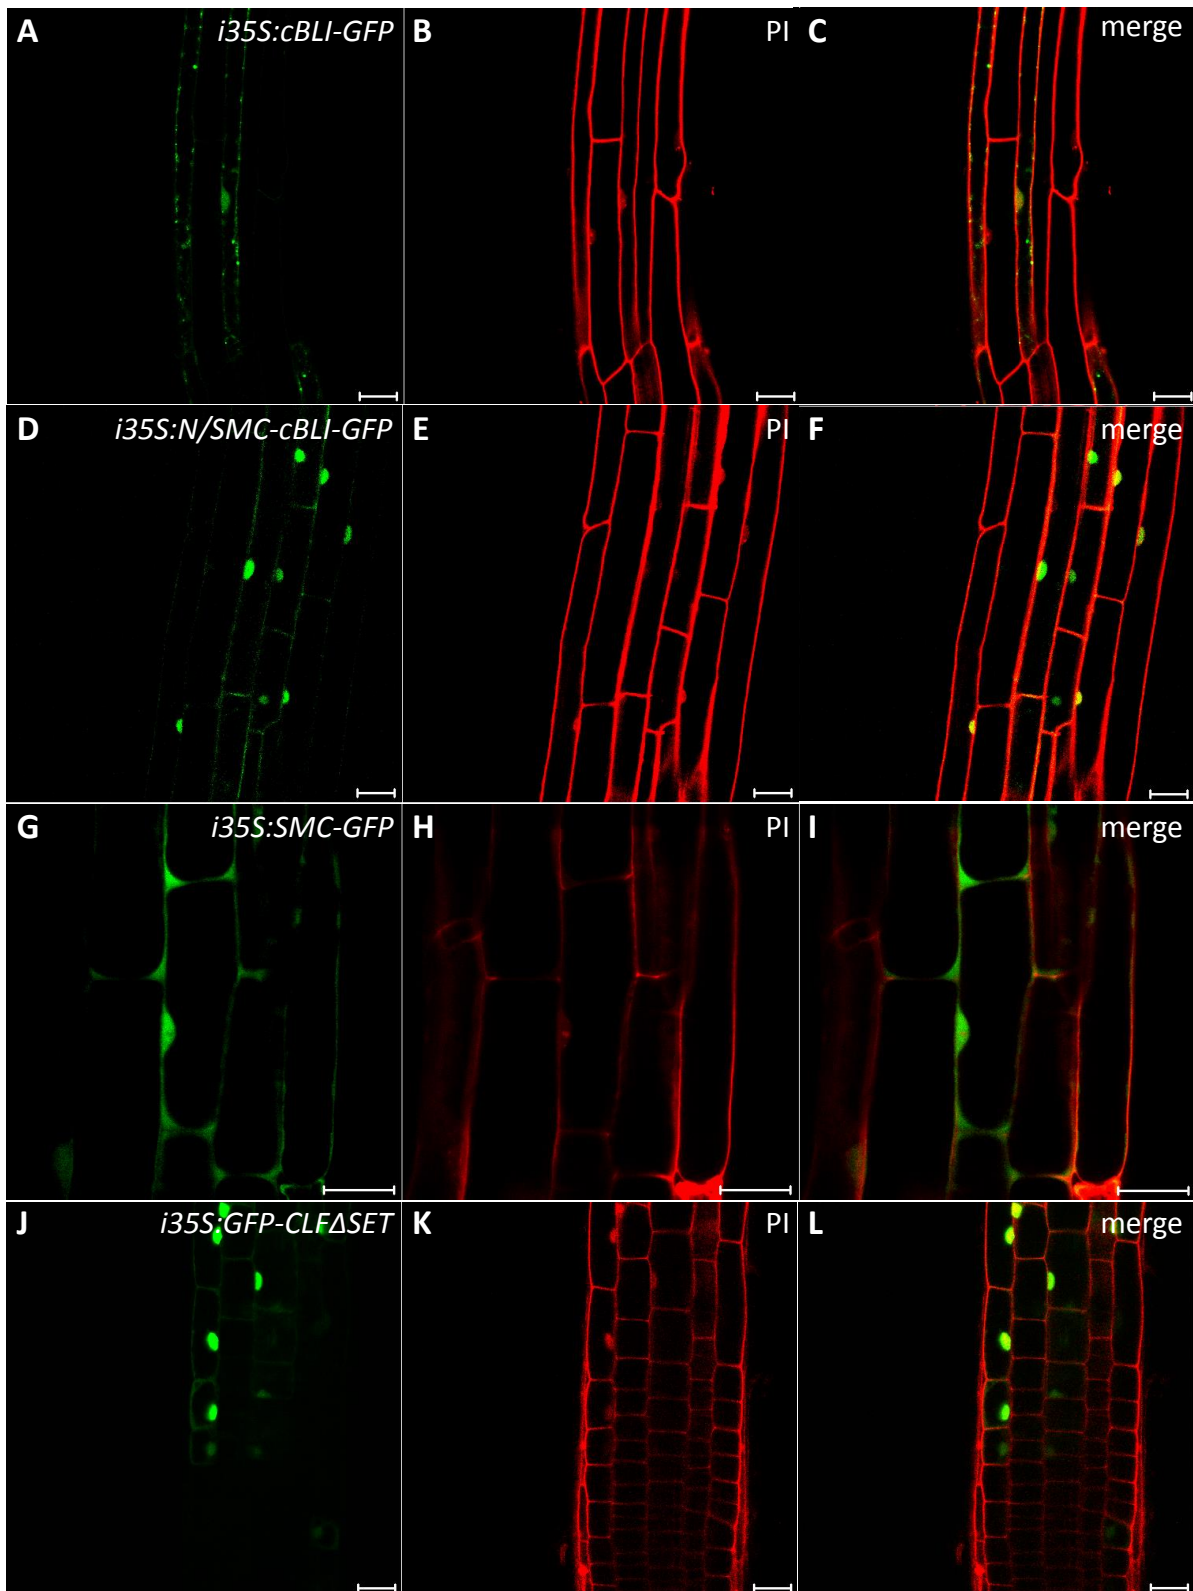 A i35S:cBLI-GFP B PI C merge
D i35S:N/SMC-cBLI-GFP E PI F merge
G i35S:SMC-GFP H PI I merge
J i35S:GFP-CLFΔSET K PI L merge